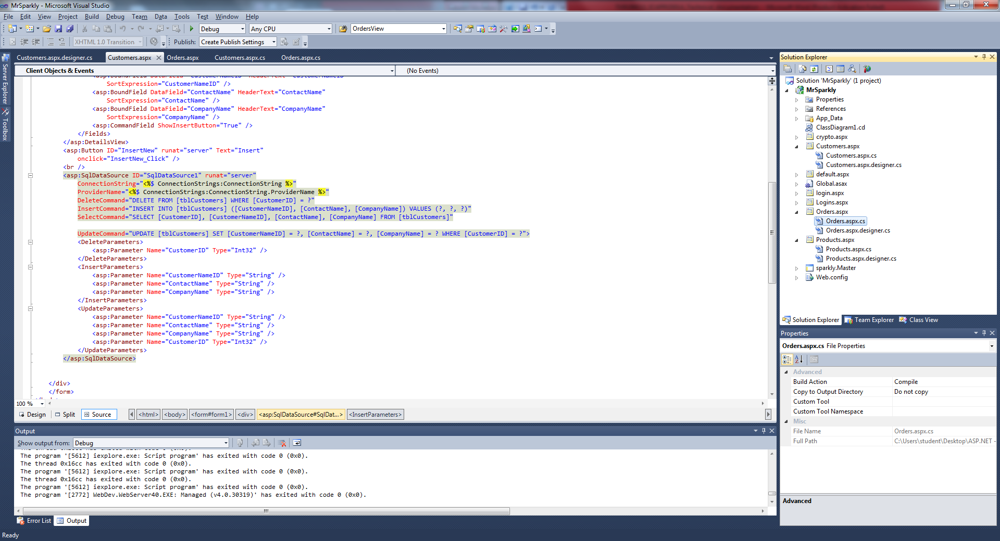 MrSparkly - Microsoft Visual Studio
File Edit View Project Build Debug Team Data Tools Test Window Help
Debug Any CPU OrdersView
XHTML 1.0 Transition Publish: Create Publish Settings
Server Explorer
Toolbox
Customers.aspx.designer.cs Customers.aspx Orders.aspx Customers.aspx.cs Orders.aspx.cs
Client Objects & Events (No Events)
<asp:BoundField DataField="CustomerNameID" HeaderText="CustomerNameID"
SortExpression="CustomerNameID" />
<asp:BoundField DataField="ContactName" HeaderText="ContactName"
SortExpression="ContactName" />
<asp:BoundField DataField="CompanyName" HeaderText="CompanyName"
SortExpression="CompanyName" />
<asp:CommandField ShowInsertButton="True" />
</Fields>
</asp:DetailsView>
<asp:Button ID="InsertNew" runat="server" Text="Insert"
onclick="InsertNew_Click" />
<br />
<asp:SqlDataSource ID="SqlDataSource1" runat="server"
ConnectionString="<%$ ConnectionStrings:ConnectionString %>"
ProviderName="<%$ ConnectionStrings:ConnectionString.ProviderName %>"
DeleteCommand="DELETE FROM [tblCustomers] WHERE [CustomerID] = ?"
InsertCommand="INSERT INTO [tblCustomers] ([CustomerNameID], [ContactName], [CompanyName]) VALUES (?, ?, ?)"
SelectCommand="SELECT [CustomerID], [CustomerNameID], [ContactName], [CompanyName] FROM [tblCustomers]"
UpdateCommand="UPDATE [tblCustomers] SET [CustomerNameID] = ?, [ContactName] = ?, [CompanyName] = ? WHERE [CustomerID] = ?">
<DeleteParameters>
<asp:Parameter Name="CustomerID" Type="Int32" />
</DeleteParameters>
<InsertParameters>
<asp:Parameter Name="CustomerNameID" Type="String" />
<asp:Parameter Name="ContactName" Type="String" />
<asp:Parameter Name="CompanyName" Type="String" />
</InsertParameters>
<UpdateParameters>
<asp:Parameter Name="CustomerNameID" Type="String" />
<asp:Parameter Name="ContactName" Type="String" />
<asp:Parameter Name="CompanyName" Type="String" />
<asp:Parameter Name="CustomerID" Type="Int32" />
</UpdateParameters>
</asp:SqlDataSource>
</div>
</form>
100 %
Design Split Source <html> <body> <form#form1> <div> <asp:SqlDataSource#SqlDat...> <InsertParameters>
Output
Show output from: Debug
The program '[5612] iexplore.exe: Script program' has exited with code 0 (0x0).
The thread 0x16cc has exited with code 0 (0x0).
The program '[5612] iexplore.exe: Script program' has exited with code 0 (0x0).
The thread 0x16cc has exited with code 0 (0x0).
The program '[5612] iexplore.exe: Script program' has exited with code 0 (0x0).
The program '[2772] WebDev.WebServer40.EXE: Managed (v4.0.30319)' has exited with code 0 (0x0).
Error List Output
Ready
Solution Explorer
Solution 'MrSparkly' (1 project)
MrSparkly
Properties
References
App_Data
ClassDiagram1.cd
crypto.aspx
Customers.aspx
Customers.aspx.cs
Customers.aspx.designer.cs
default.aspx
Global.asax
login.aspx
Logins.aspx
Orders.aspx
Orders.aspx.cs
Orders.aspx.designer.cs
Products.aspx
Products.aspx.cs
Products.aspx.designer.cs
sparkly.Master
Web.config
Solution Explorer Team Explorer Class View
Properties
Orders.aspx.cs File Properties
Advanced
Build Action Compile
Copy to Output Directory Do not copy
Custom Tool
Custom Tool Namespace
Misc
File Name Orders.aspx.cs
Full Path C:\Users\student\Desktop\ASP.NET -
Advanced